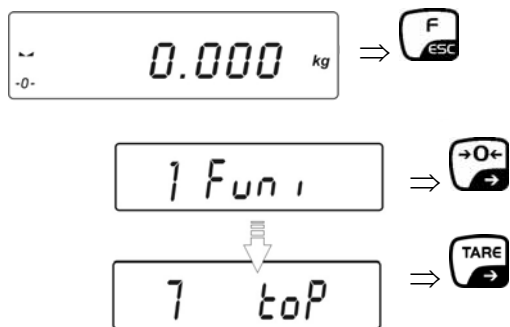 0.000 kg ⇒ F ESC
-0-
1 Funi ⇒ →0←
7 toP ⇒ TARE